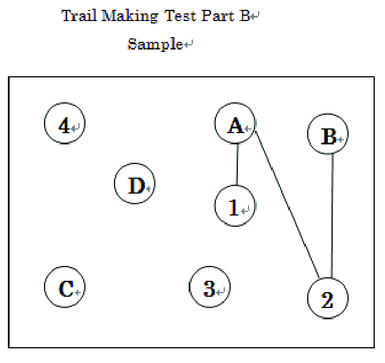 Trail Making Test Part B↵
Sample↵
4↵ A↵ B↵
D↵
1↵
C↵ 3↵ 2↵